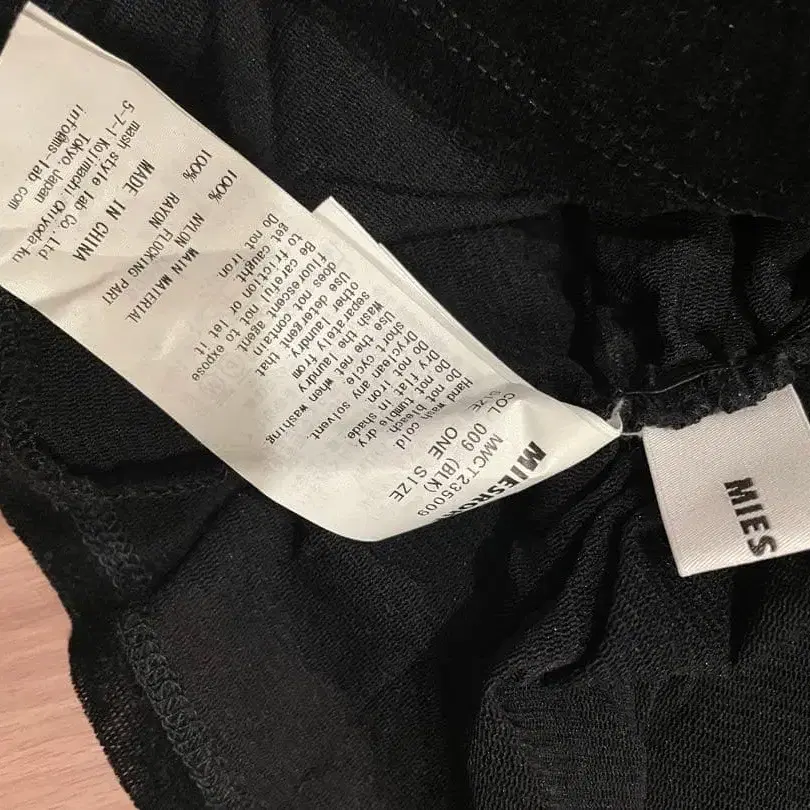 MIESROH
MWCT235009
COL 009 (BLK)
SIZE ONE SIZE
Hand wash cold
Do not bleach.
Do not tumble dry
Dry flat in shade
Do not iron
Dryclean any solvent.
short cycle.
Use the net when washing.
wash separately laundry
other laundry from
Use detergent that
does not contain
fluorescent agent.
Be careful not to expose
to friction or let it
get caught on
Do not iron
100% NYLON MAIN MATERIAL
100% RAYON FLOCKING PART
MADE IN CHINA
mash style lab Co., Ltd
5-7-1 Kojimachi, Chiyoda-ku
Tokyo, Japan
info@ms-lab.com
MIES